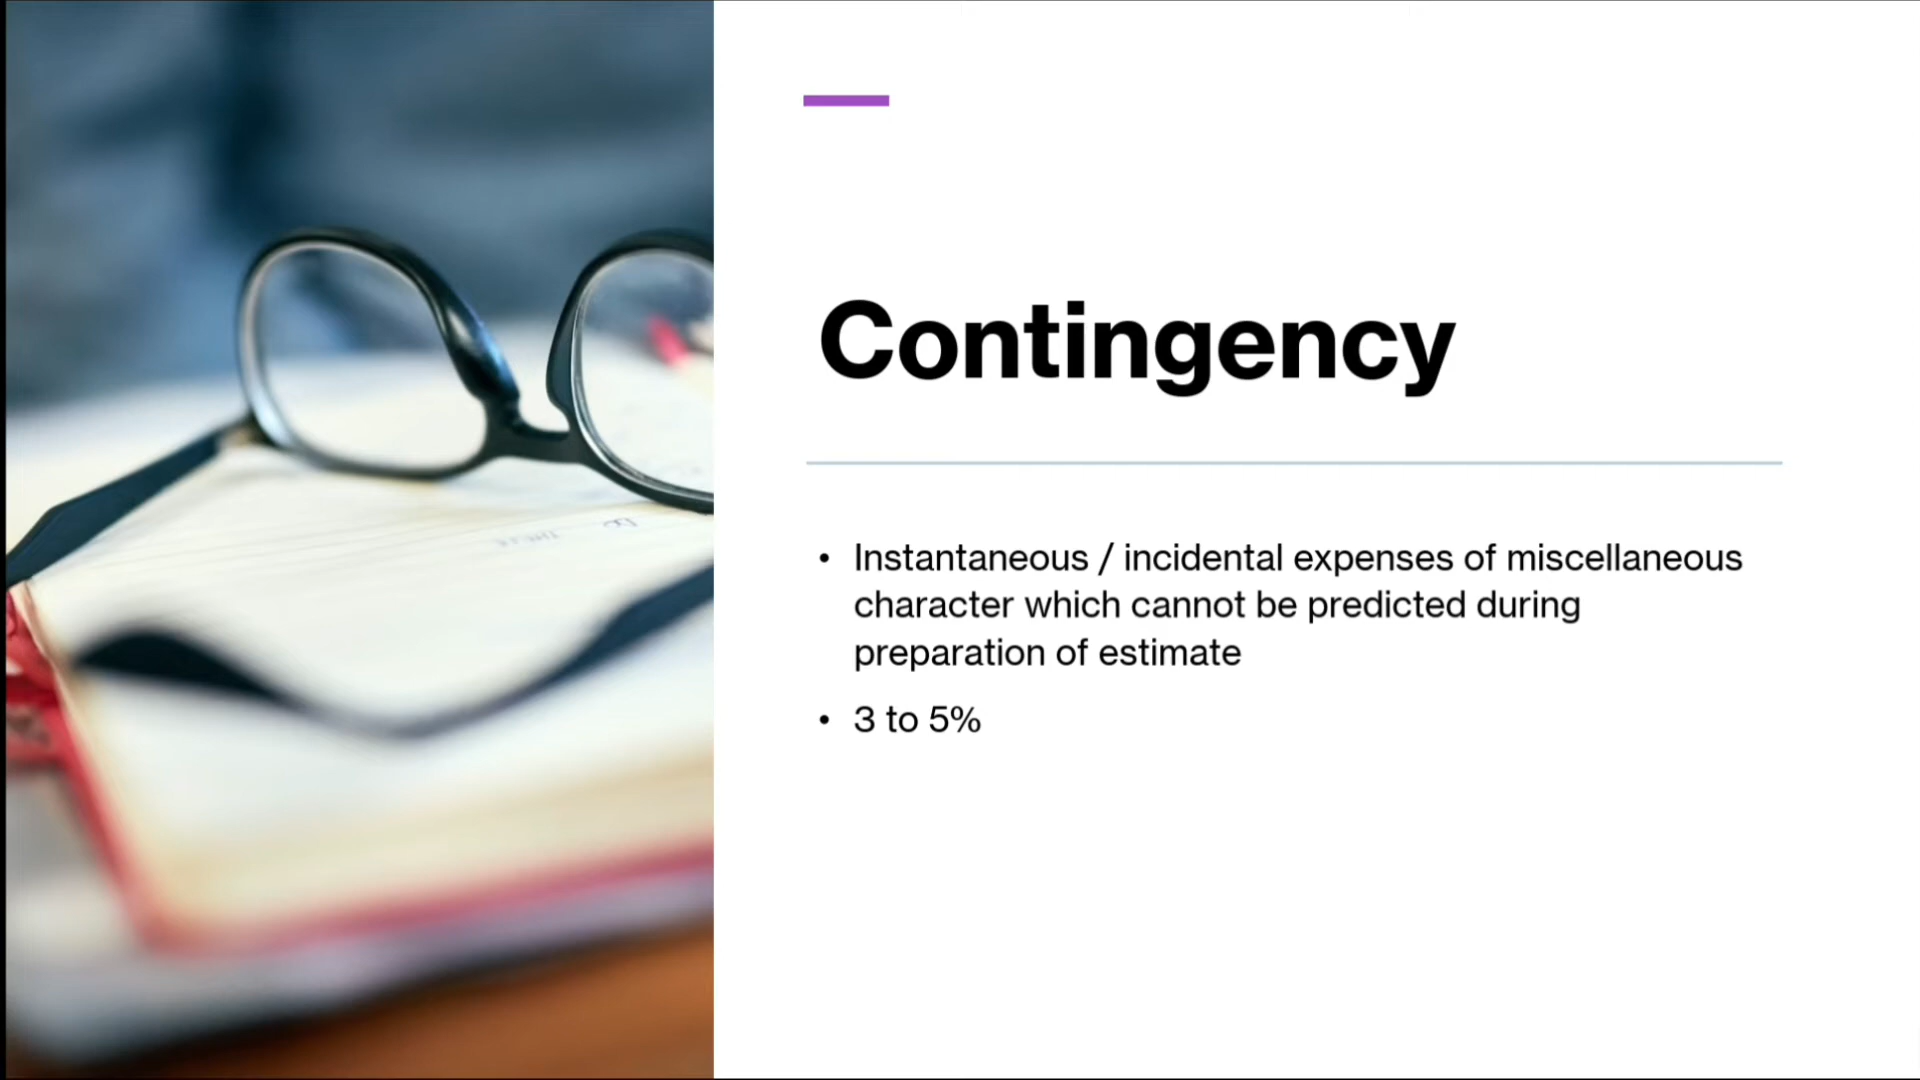 Contingency
• Instantaneous / incidental expenses of miscellaneous
character which cannot be predicted during
preparation of estimate
• 3 to 5%